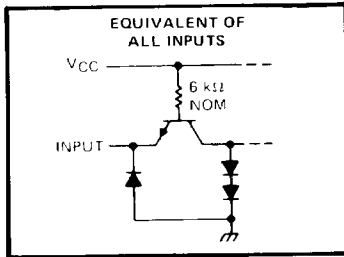 EQUIVALENT OF
ALL INPUTS
VCC
6 kΩ
NOM
INPUT